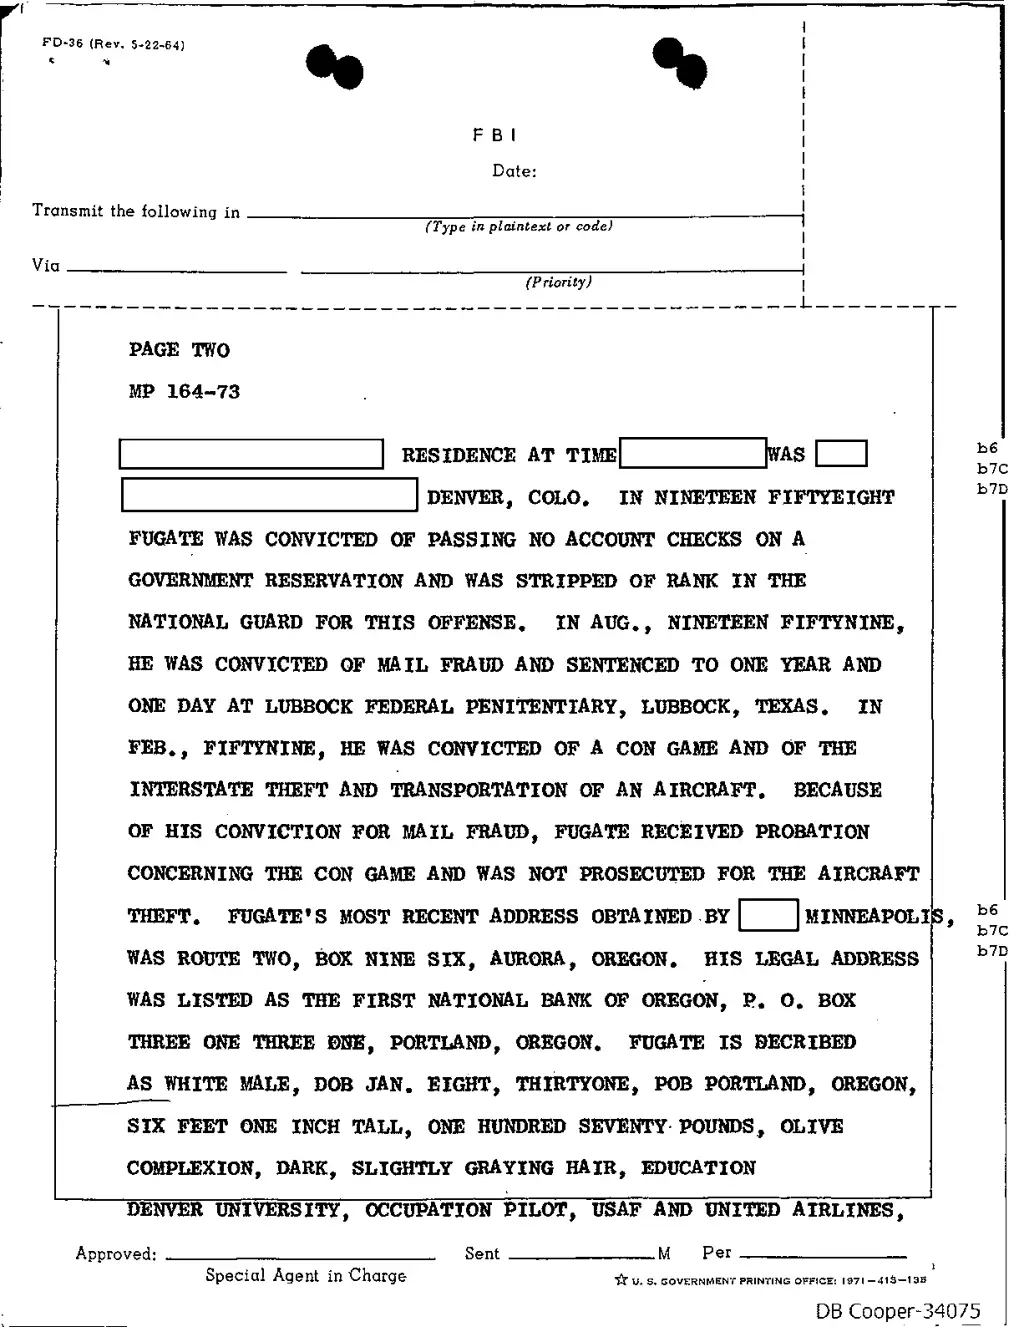 FD-36 (Rev. 5-22-64)
F B I
Date:
Transmit the following in
(Type in plaintext or code)
Via
(Priority)
PAGE TWO
MP 164-73
RESIDENCE AT TIME WAS
b6
b7C
b7D
DENVER, COLO. IN NINETEEN FIFTYEIGHT
FUGATE WAS CONVICTED OF PASSING NO ACCOUNT CHECKS ON A
GOVERNMENT RESERVATION AND WAS STRIPPED OF RANK IN THE
NATIONAL GUARD FOR THIS OFFENSE. IN AUG., NINETEEN FIFTYNINE,
HE WAS CONVICTED OF MAIL FRAUD AND SENTENCED TO ONE YEAR AND
ONE DAY AT LUBBOCK FEDERAL PENITENTIARY, LUBBOCK, TEXAS. IN
FEB., FIFTYNINE, HE WAS CONVICTED OF A CON GAME AND OF THE
INTERSTATE THEFT AND TRANSPORTATION OF AN AIRCRAFT. BECAUSE
OF HIS CONVICTION FOR MAIL FRAUD, FUGATE RECEIVED PROBATION
CONCERNING THE CON GAME AND WAS NOT PROSECUTED FOR THE AIRCRAFT
THEFT. FUGATE'S MOST RECENT ADDRESS OBTAINED BY MINNEAPOLIS,
b6
b7C
b7D
WAS ROUTE TWO, BOX NINE SIX, AURORA, OREGON. HIS LEGAL ADDRESS
WAS LISTED AS THE FIRST NATIONAL BANK OF OREGON, P. O. BOX
THREE ONE THREE ONE, PORTLAND, OREGON. FUGATE IS DECRIBED
AS WHITE MALE, DOB JAN. EIGHT, THIRTYONE, POB PORTLAND, OREGON,
SIX FEET ONE INCH TALL, ONE HUNDRED SEVENTY POUNDS, OLIVE
COMPLEXION, DARK, SLIGHTLY GRAYING HAIR, EDUCATION
DENVER UNIVERSITY, OCCUPATION PILOT, USAF AND UNITED AIRLINES,
Approved: Sent M Per
Special Agent in Charge
☆ U. S. GOVERNMENT PRINTING OFFICE: 1971-413-135
DB Cooper-34075